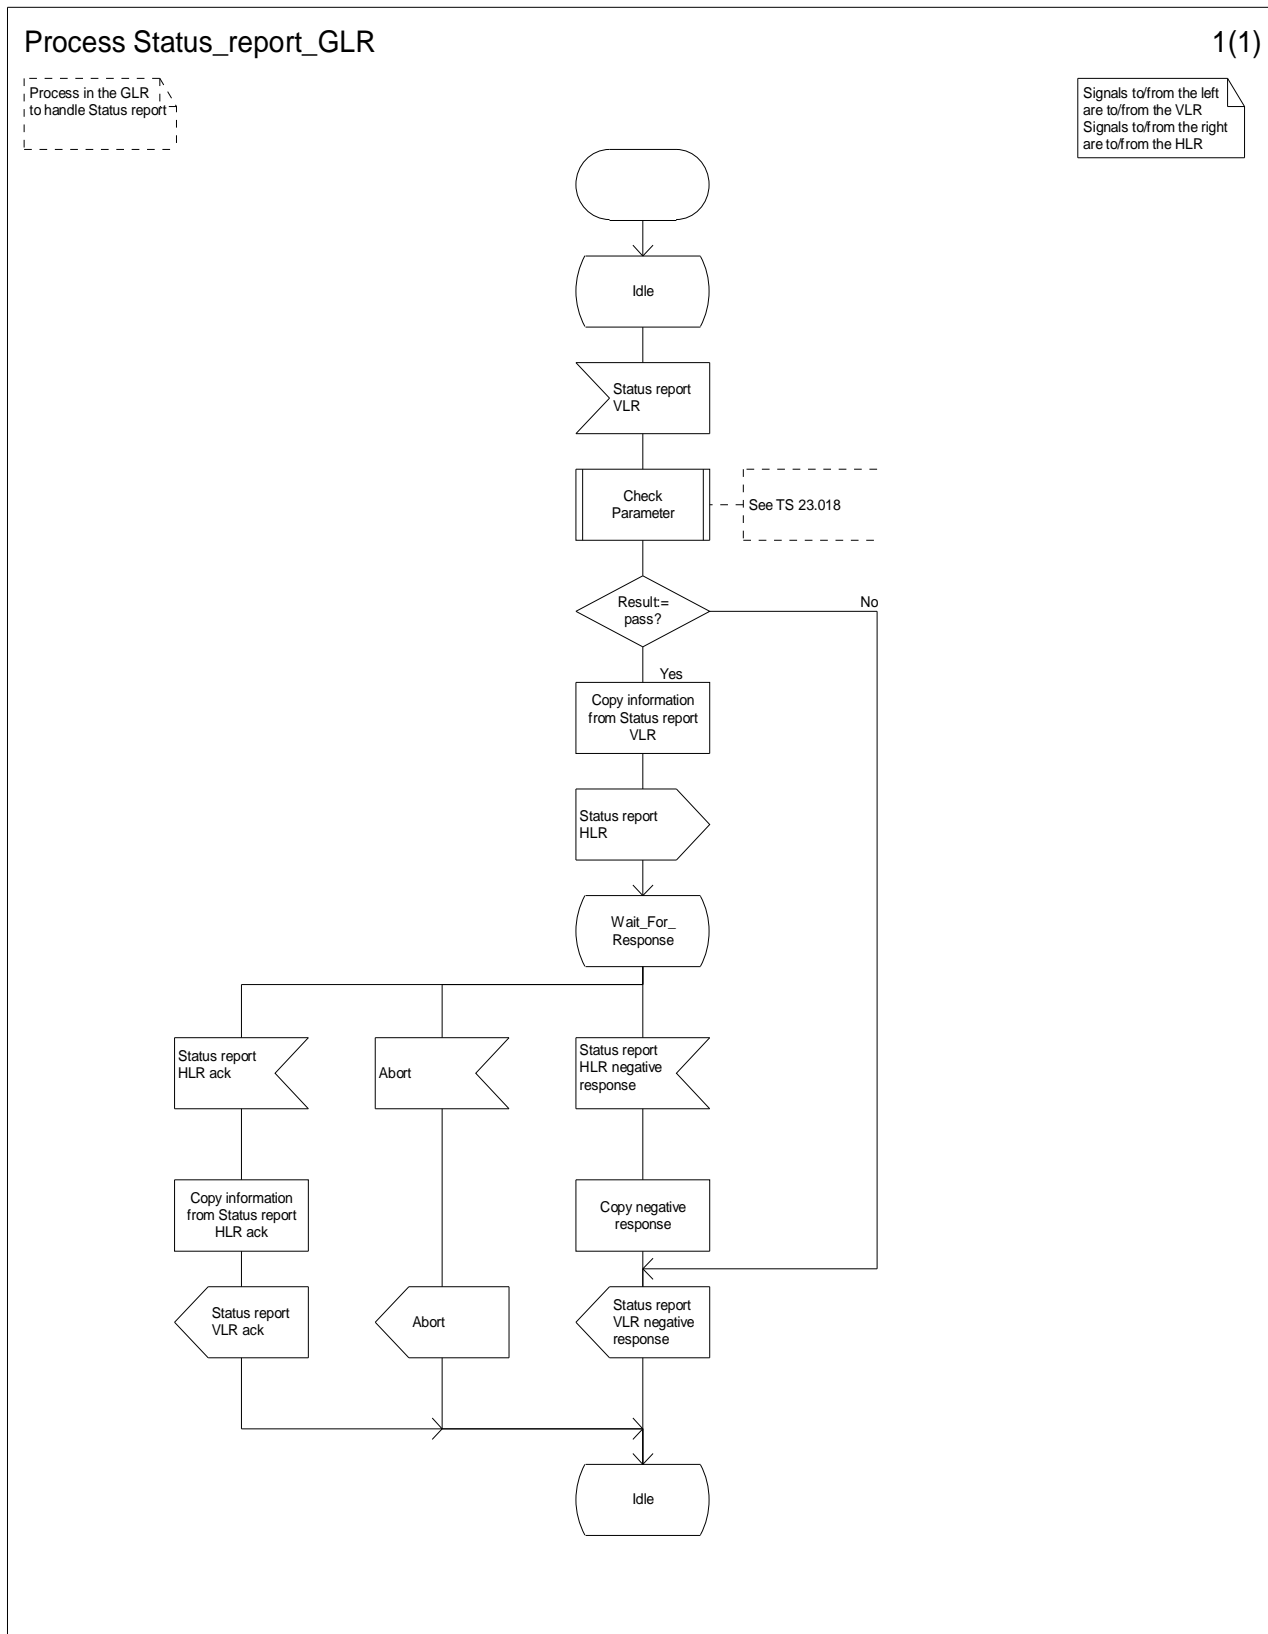 Process Status_report_GLR
1(1)
Process in the GLR
to handle Status report
Signals to/from the left
are to/from the VLR
Signals to/from the right
are to/from the HLR
Idle
Status report
VLR
Check
Parameter
See TS 23.018
Result:=
pass?
No
Yes
Copy information
from Status report
VLR
Status report
HLR
Wait_For_
Response
Status report
HLR ack
Abort
Status report
HLR negative
response
Copy information
from Status report
HLR ack
Copy negative
response
Status report
VLR ack
Abort
Status report
VLR negative
response
Idle